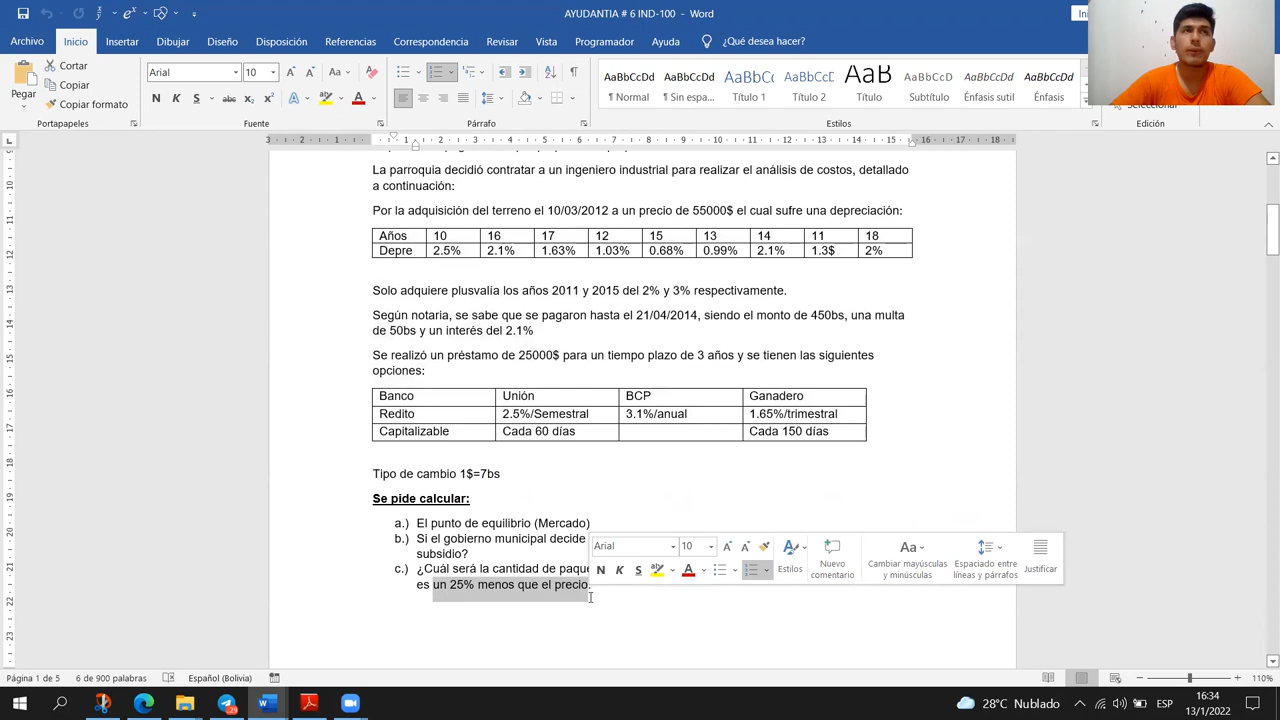 AYUDANTIA # 6 IND-100 - Word
Archivo Inicio Insertar Dibujar Diseño Disposición Referencias Correspondencia Revisar Vista Programador Ayuda ¿Qué desea hacer?
Pegar
Cortar
Copiar
Copiar formato
Arial 10
Portapapeles Fuente Párrafo Estilos Edición
AaBbCcDd AaBbCcDd AaBbCc AaBbCcD AaB AaBbCcD AaBbCcDd AaBbCcDd
¶ Normal ¶ Sin espa... Título 1 Título 2 Título Subtítulo Énfasis sutil Énfasis
La parroquia decidió contratar a un ingeniero industrial para realizar el análisis de costos, detallado
a continuación:
Por la adquisición del terreno el 10/03/2012 a un precio de 55000$ el cual sufre una depreciación:
Años 10 16 17 12 15 13 14 11 18
Depre 2.5% 2.1% 1.63% 1.03% 0.68% 0.99% 2.1% 1.3$ 2%
Solo adquiere plusvalía los años 2011 y 2015 del 2% y 3% respectivamente.
Según notaria, se sabe que se pagaron hasta el 21/04/2014, siendo el monto de 450bs, una multa
de 50bs y un interés del 2.1%
Se realizó un préstamo de 25000$ para un tiempo plazo de 3 años y se tienen las siguientes
opciones:
Banco Unión BCP Ganadero
Redito 2.5%/Semestral 3.1%/anual 1.65%/trimestral
Capitalizable Cada 60 días Cada 150 días
Tipo de cambio 1$=7bs
Se pide calcular:
a.) El punto de equilibrio (Mercado)
b.) Si el gobierno municipal decide
subsidio?
c.) ¿Cuál será la cantidad de paque
es un 25% menos que el precio.
Arial 10
Estilos Nuevo comentario Cambiar mayúsculas y minúsculas Espaciado entre líneas y párrafos Justificar
Página 1 de 5 6 de 900 palabras Español (Bolivia) 110%
28°C Nublado ESP 16:34
13/1/2022